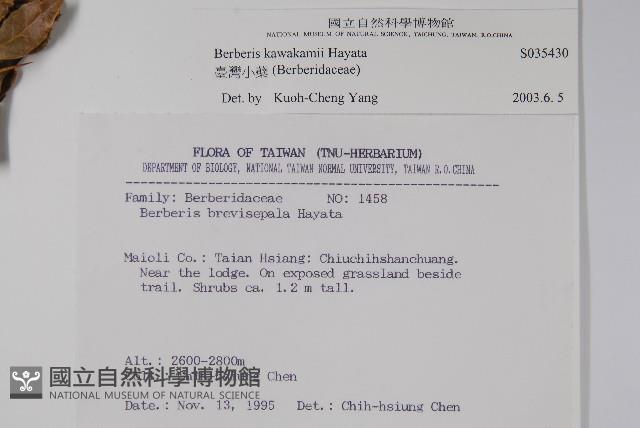 國立自然科學博物館
NATIONAL MUSEUM OF NATURAL SCIENCE, TAICHUNG, TAIWAN, R.O.CHINA
Berberis kawakamii Hayata S035430
臺灣小蘗 (Berberidaceae)
Det. by Kuoh-Cheng Yang 2003.6. 5
FLORA OF TAIWAN (TNU-HERBARIUM)
DEPARTMENT OF BIOLOGY, NATIONAL TAIWAN NORMAL UNIVERSITY, TAIWAN R.O.CHINA
Family: Berberidaceae NO: 1458
Berberis brevisepala Hayata
Maioli Co.: Taian Hsiang: Chiuchihshanchuang.
Near the lodge. On exposed grassland beside
trail. Shrubs ca. 1.2 m tall.
Alt.: 2600-2800m
Chen
國立自然科學博物館
NATIONAL MUSEUM OF NATURAL SCIENCE
Date.: Nov. 13, 1995 Det.: Chih-hsiung Chen